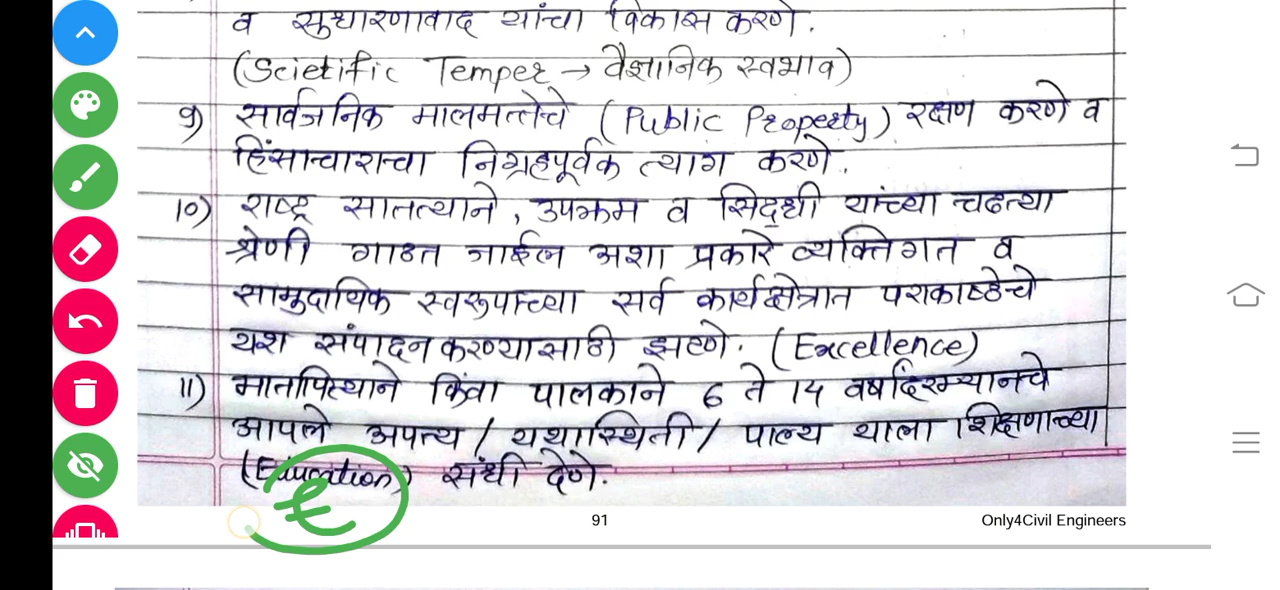 व सुधारणावाद यांचा विकास करणे.
(Scietific Temper → वैज्ञानिक स्वभाव)
9) सार्वजनिक मालमत्तेचे (Public Property) रक्षण करणे व
हिंसाचाराचा निग्रहपूर्वक त्याग करणे.
10) राष्ट्र सातत्याने, उपक्रम व सिद्धी यांच्या चढत्या
श्रेणी गाठत जाईल अशा प्रकारे व्यक्तिगत व
सामुदायिक स्वरुपाच्या सर्व कार्यक्षेत्रात पराकाष्ठेचे
यश संपादन करण्यासाठी झटणे. (Excellence)
11) मातापित्याने किंवा पालकाने 6 ते 14 वर्षादरम्यानचे
आपले अपत्य / यथास्थिती / पाल्य याला शिक्षणाच्या
(Education) संधी देणे.
E
91
Only4Civil Engineers